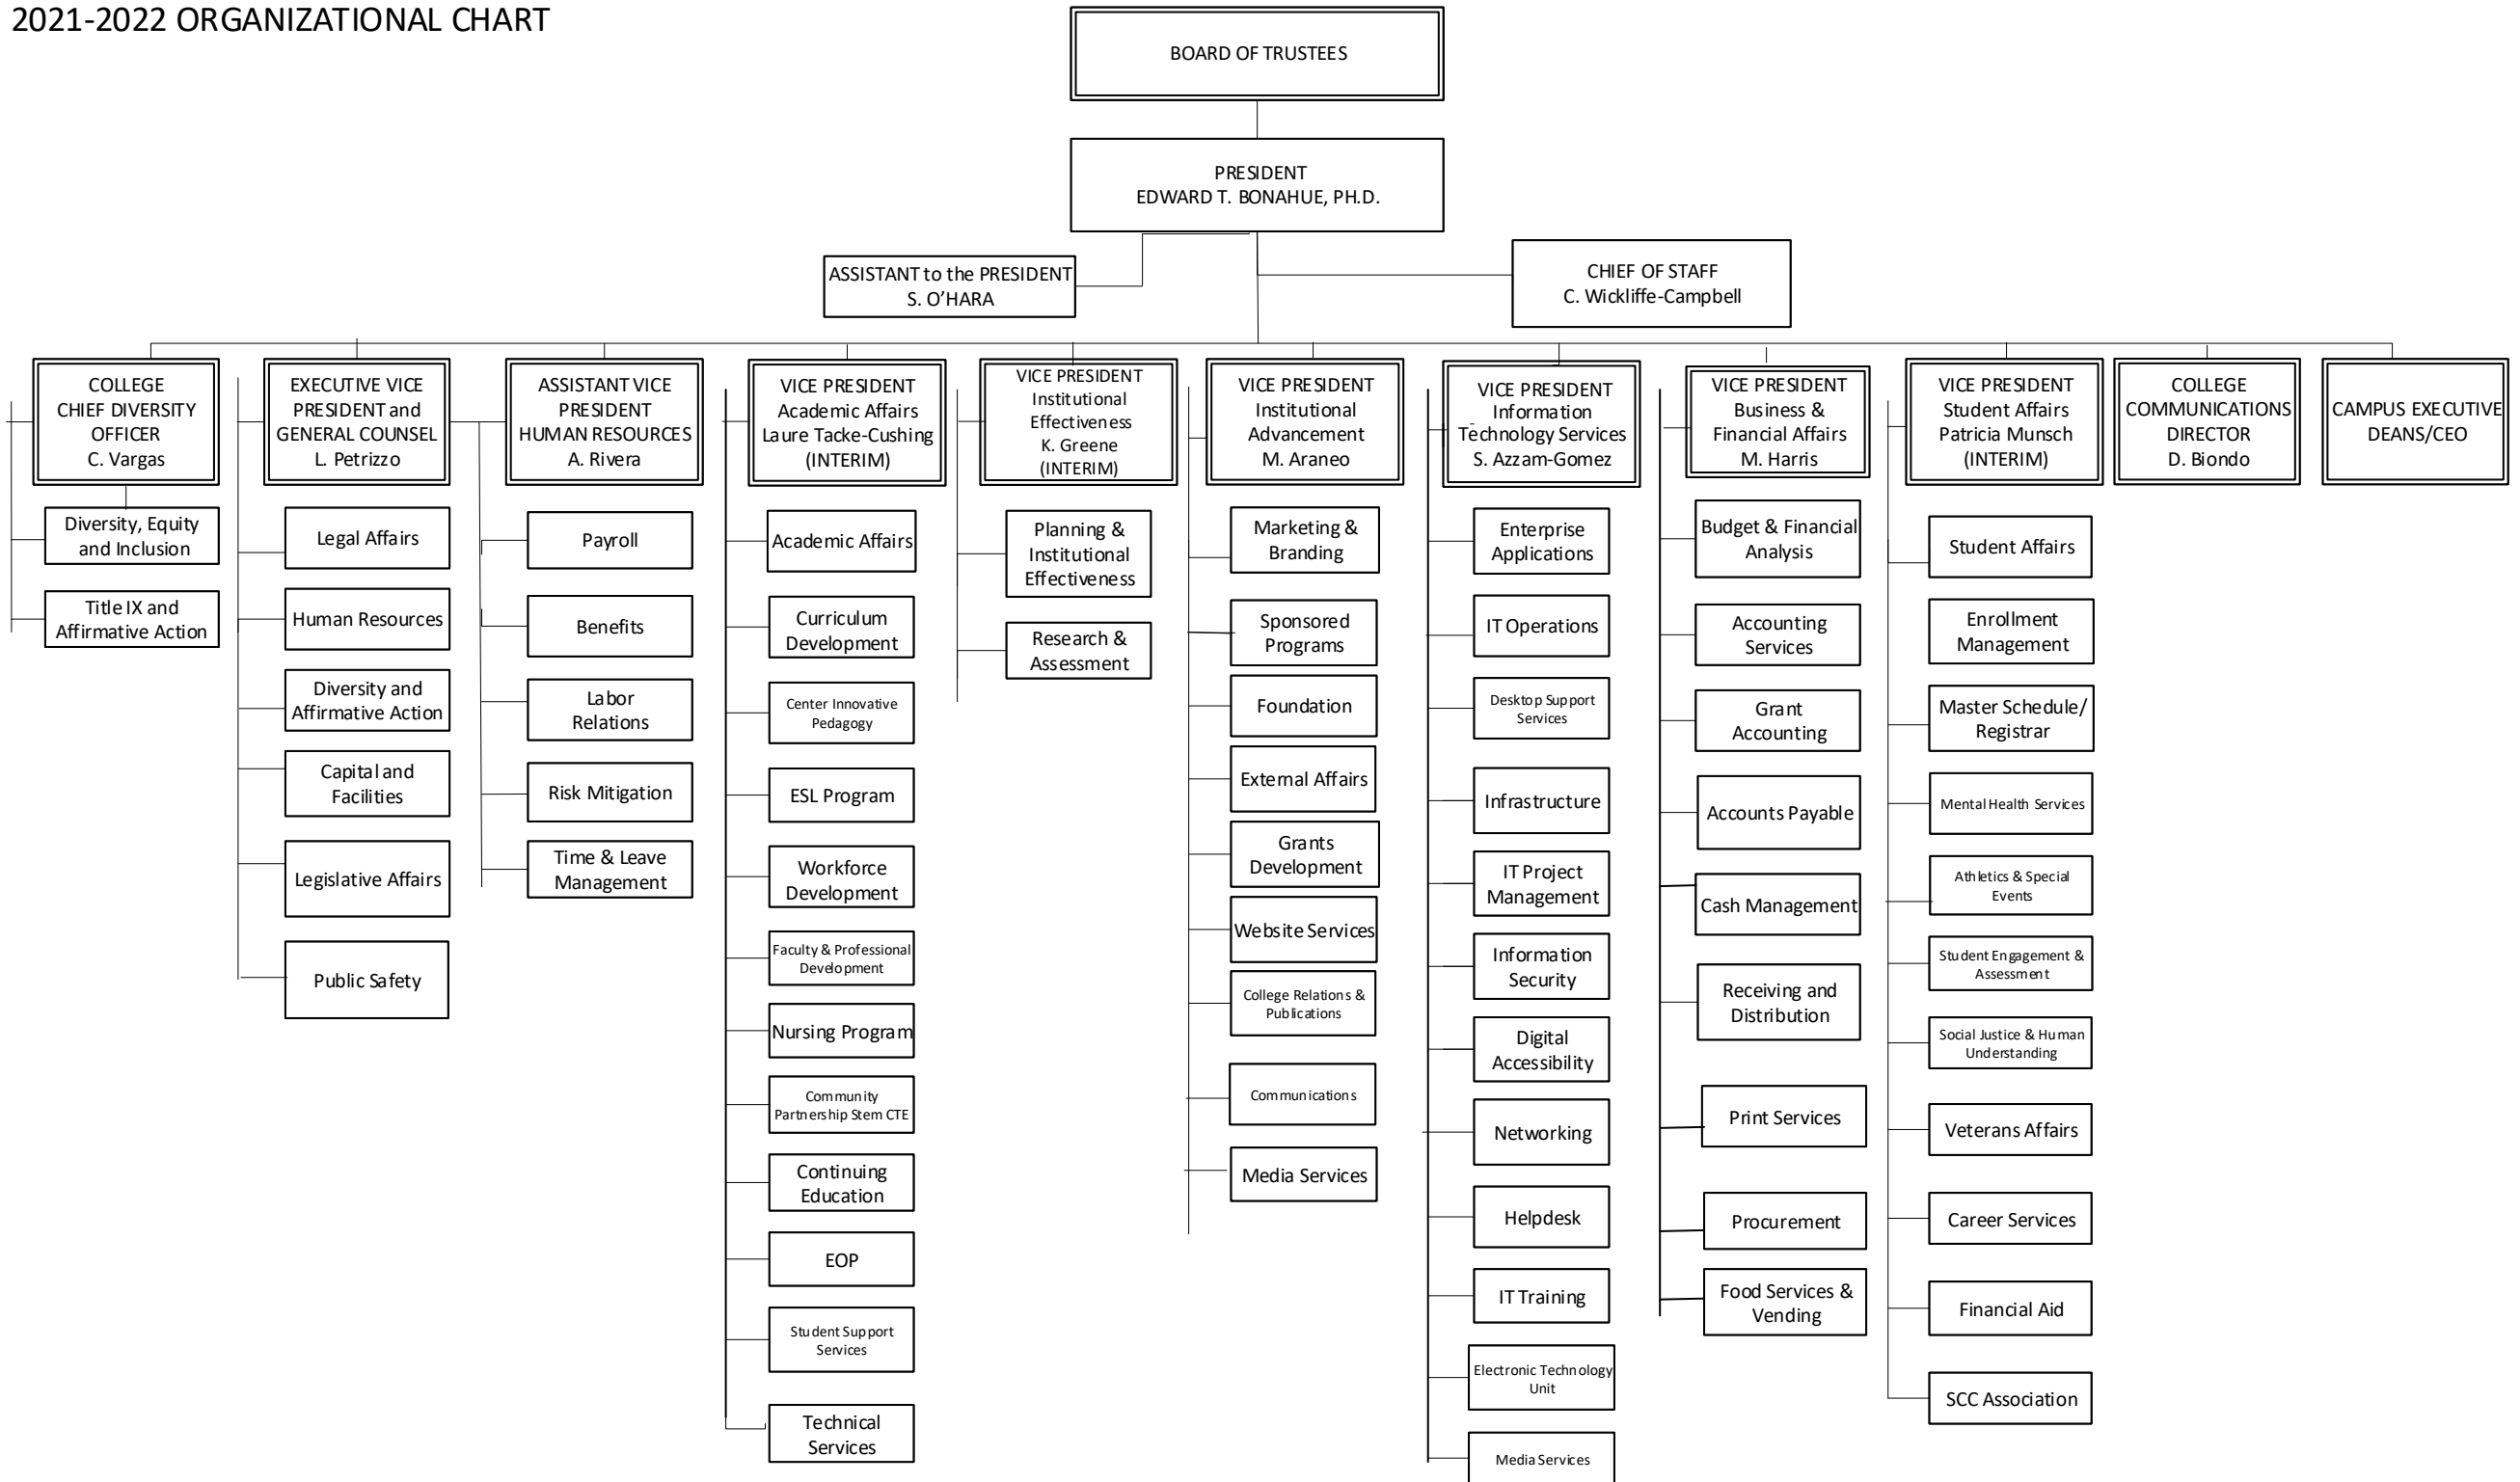 2021-2022 ORGANIZATIONAL CHART
BOARD OF TRUSTEES
PRESIDENT
EDWARD T. BONAHUE, PH.D.
ASSISTANT to the PRESIDENT
S. O’HARA
CHIEF OF STAFF
C. Wickliffe-Campbell
COLLEGE
CHIEF DIVERSITY
OFFICER
C. Vargas
Diversity, Equity
and Inclusion
Title IX and
Affirmative Action
EXECUTIVE VICE
PRESIDENT and
GENERAL COUNSEL
L. Petrizzo
Legal Affairs
Human Resources
Diversity and
Affirmative Action
Capital and
Facilities
Legislative Affairs
Public Safety
ASSISTANT VICE
PRESIDENT
HUMAN RESOURCES
A. Rivera
Payroll
Benefits
Labor
Relations
Risk Mitigation
Time & Leave
Management
VICE PRESIDENT
Academic Affairs
Laure Tacke-Cushing
(INTERIM)
Academic Affairs
Curriculum
Development
Center Innovative
Pedagogy
ESL Program
Workforce
Development
Faculty & Professional
Development
Nursing Program
Community
Partnership Stem CTE
Continuing
Education
EOP
Student Support
Services
Technical
Services
VICE PRESIDENT
Institutional
Effectiveness
K. Greene
(INTERIM)
Planning &
Institutional
Effectiveness
Research &
Assessment
VICE PRESIDENT
Institutional
Advancement
M. Araneo
Marketing &
Branding
Sponsored
Programs
Foundation
External Affairs
Grants
Development
Website Services
College Relations &
Publications
Communications
Media Services
VICE PRESIDENT
Information
Technology Services
S. Azzam-Gomez
Enterprise
Applications
IT Operations
Desktop Support
Services
Infrastructure
IT Project
Management
Information
Security
Digital
Accessibility
Networking
Helpdesk
IT Training
Electronic Technology
Unit
Media Services
VICE PRESIDENT
Business &
Financial Affairs
M. Harris
Budget & Financial
Analysis
Accounting
Services
Grant
Accounting
Accounts Payable
Cash Management
Receiving and
Distribution
Print Services
Procurement
Food Services &
Vending
VICE PRESIDENT
Student Affairs
Patricia Munsch
(INTERIM)
Student Affairs
Enrollment
Management
Master Schedule/
Registrar
Mental Health Services
Athletics & Special
Events
Student Engagement &
Assessment
Social Justice & Human
Understanding
Veterans Affairs
Career Services
Financial Aid
SCC Association
COLLEGE
COMMUNICATIONS
DIRECTOR
D. Biondo
CAMPUS EXECUTIVE
DEANS/CEO